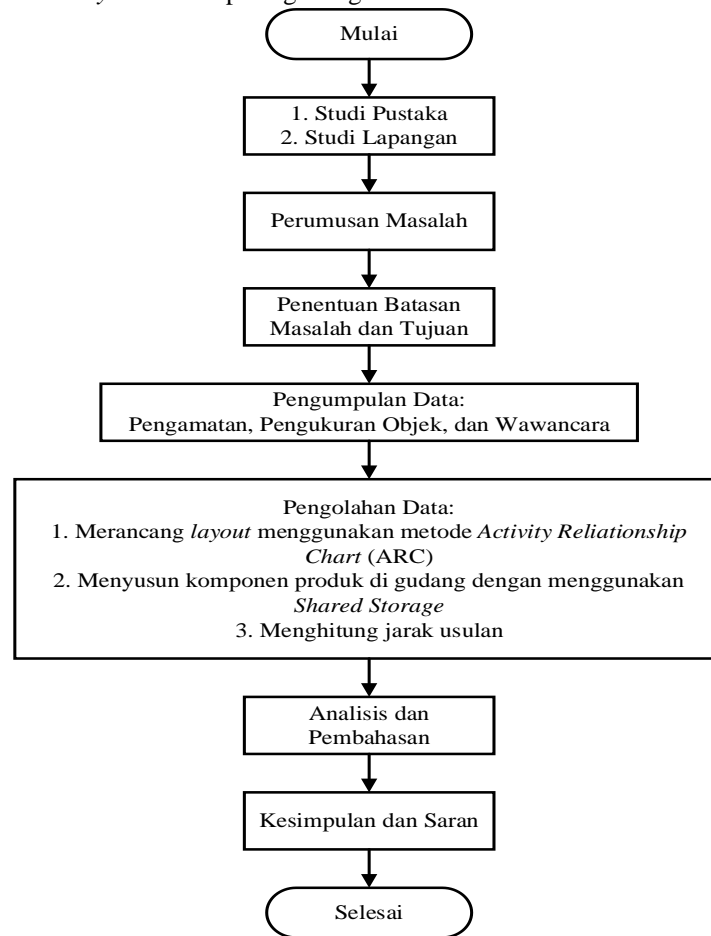 Mulai
1. Studi Pustaka
2. Studi Lapangan
Perumusan Masalah
Penentuan Batasan
Masalah dan Tujuan
Pengumpulan Data:
Pengamatan, Pengukuran Objek, dan Wawancara
Pengolahan Data:
1. Merancang layout menggunakan metode Activity Reliationship
Chart (ARC)
2. Menyusun komponen produk di gudang dengan menggunakan
Shared Storage
3. Menghitung jarak usulan
Analisis dan
Pembahasan
Kesimpulan dan Saran
Selesai